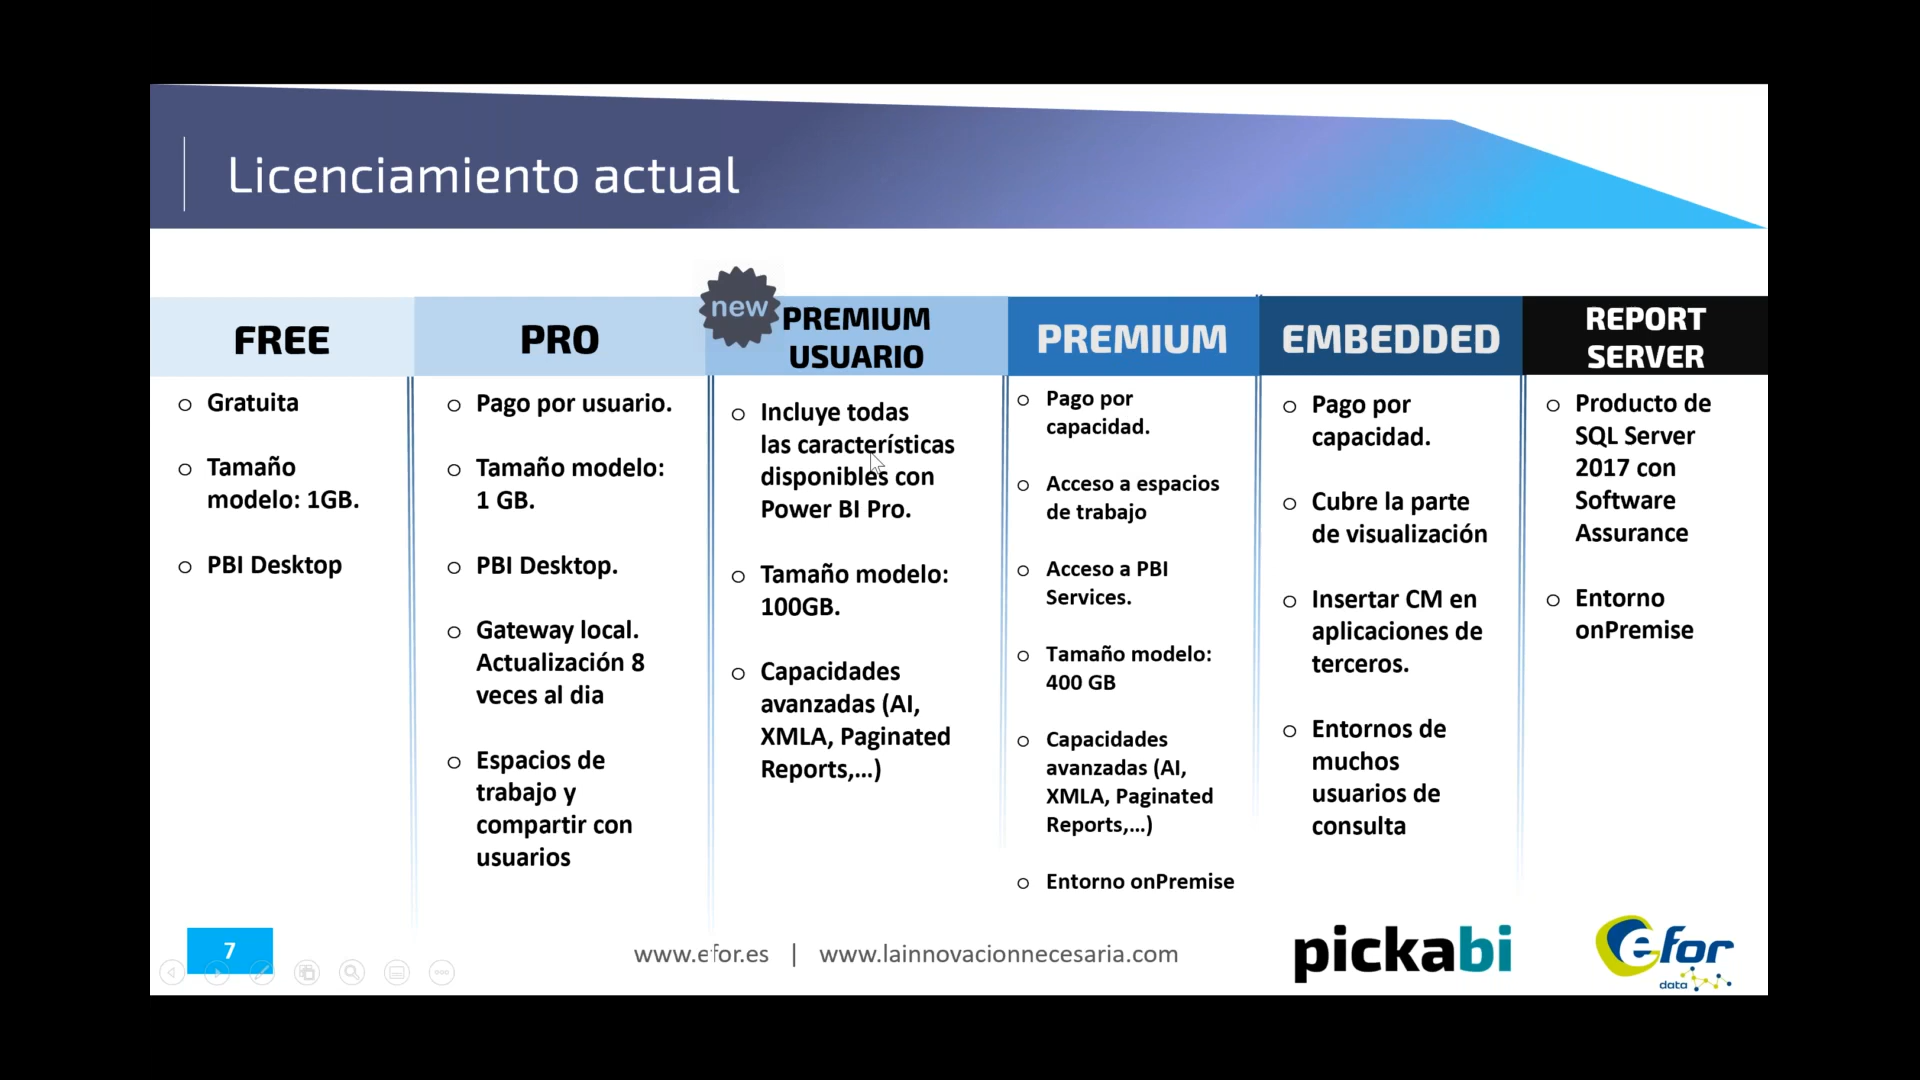 Licenciamiento actual
FREE
o Gratuita
o Tamaño
modelo: 1GB.
o PBI Desktop
PRO
o Pago por usuario.
o Tamaño modelo:
1 GB.
o PBI Desktop.
o Gateway local.
Actualización 8
veces al dia
o Espacios de
trabajo y
compartir con
usuarios
new
PREMIUM
USUARIO
o Incluye todas
las características
disponibles con
Power BI Pro.
o Tamaño modelo:
100GB.
o Capacidades
avanzadas (AI,
XMLA, Paginated
Reports,...)
PREMIUM
o Pago por
capacidad.
o Acceso a espacios
de trabajo
o Acceso a PBI
Services.
o Tamaño modelo:
400 GB
o Capacidades
avanzadas (AI,
XMLA, Paginated
Reports,...)
o Entorno onPremise
EMBEDDED
o Pago por
capacidad.
o Cubre la parte
de visualización
o Insertar CM en
aplicaciones de
terceros.
o Entornos de
muchos
usuarios de
consulta
REPORT
SERVER
o Producto de
SQL Server
2017 con
Software
Assurance
o Entorno
onPremise
7
www.efor.es | www.lainnovacionnecesaria.com
pickabi
efor
data